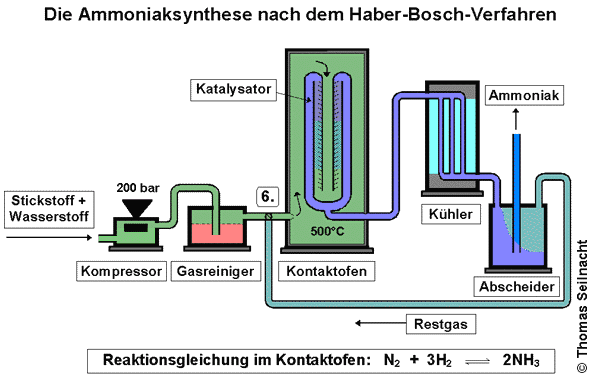 Die Ammoniaksynthese nach dem Haber-Bosch-Verfahren
Katalysator
Ammoniak
6.
Stickstoff +
Wasserstoff
200 bar
500°C
Kompressor
Gasreiniger
Kontaktofen
Kühler
Abscheider
Restgas
Reaktionsgleichung im Kontaktofen: N₂ + 3H₂ ⇌ 2NH₃
© Thomas Seilnacht